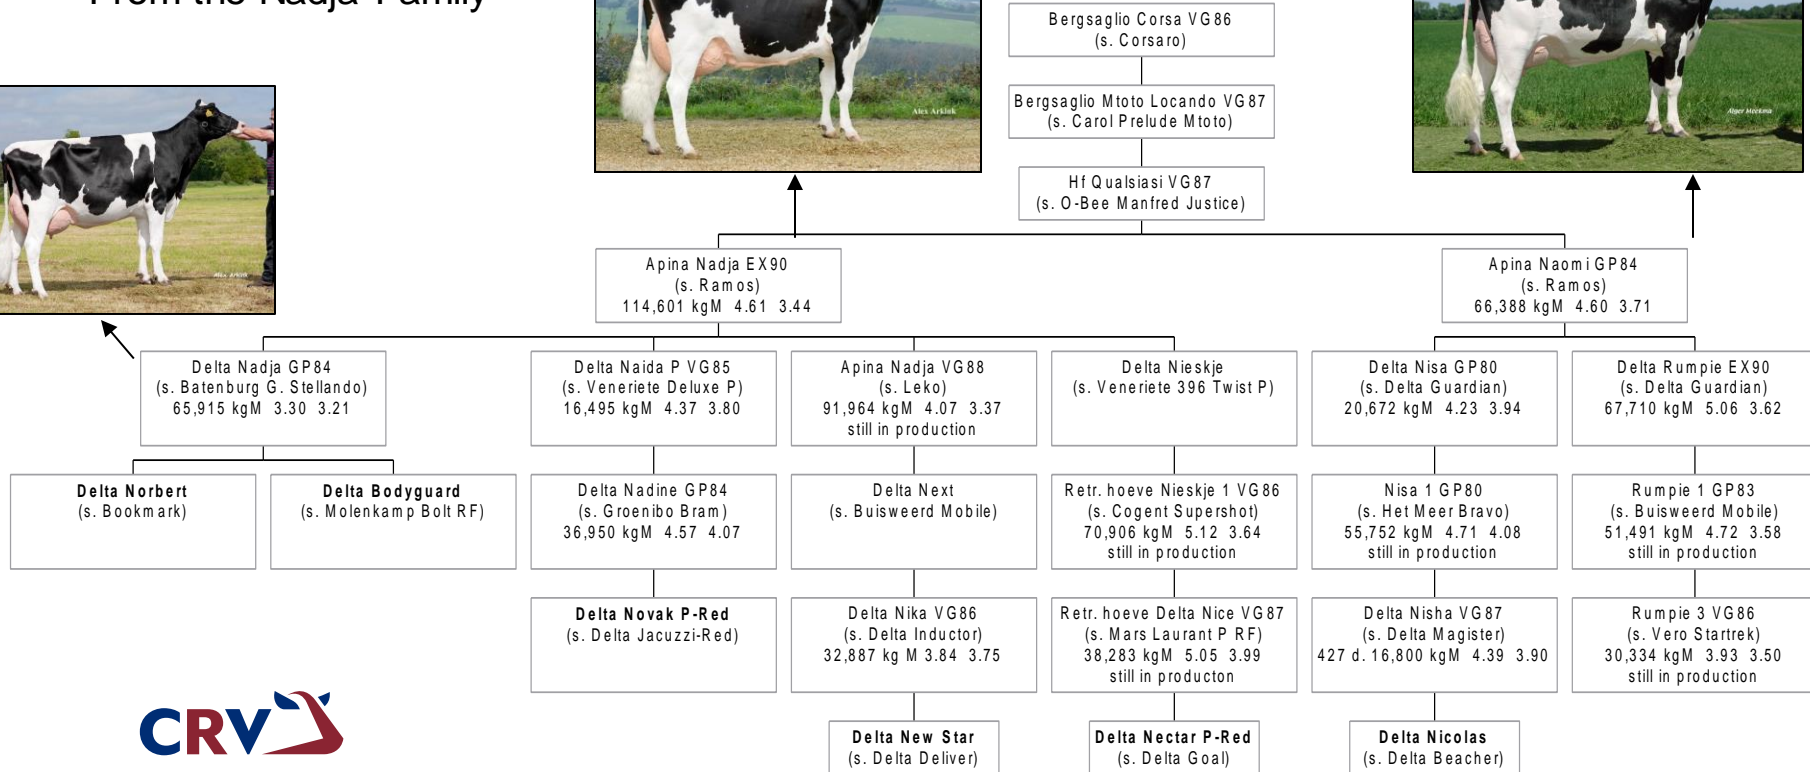 From the Nadja Family
Bergsaglio Corsa VG86
(s. Corsaro)
Alex Arkink
Alger Meekma
Bergsaglio Mtoto Locando VG87
(s. Carol Prelude Mtoto)
Hf Qualsiasi VG87
(s. O-Bee Manfred Justice)
Alex Arkink
Apina Nadja EX90
(s. Ramos)
114,601 kgM 4.61 3.44
Apina Naomi GP84
(s. Ramos)
66,388 kgM 4.60 3.71
Delta Nadja GP84
(s. Batenburg G. Stellando)
65,915 kgM 3.30 3.21
Delta Naida P VG85
(s. Veneriete Deluxe P)
16,495 kgM 4.37 3.80
Apina Nadja VG88
(s. Leko)
91,964 kgM 4.07 3.37
still in production
Delta Nieskje
(s. Veneriete 396 Twist P)
Delta Nisa GP80
(s. Delta Guardian)
20,672 kgM 4.23 3.94
Delta Rumpie EX90
(s. Delta Guardian)
67,710 kgM 5.06 3.62
Delta Norbert
(s. Bookmark)
Delta Bodyguard
(s. Molenkamp Bolt RF)
Delta Nadine GP84
(s. Groenibo Bram)
36,950 kgM 4.57 4.07
Delta Next
(s. Buisweerd Mobile)
Retr. hoeve Nieskje 1 VG86
(s. Cogent Supershot)
70,906 kgM 5.12 3.64
still in production
Nisa 1 GP80
(s. Het Meer Bravo)
55,752 kgM 4.71 4.08
still in production
Rumpie 1 GP83
(s. Buisweerd Mobile)
51,491 kgM 4.72 3.58
still in production
Delta Novak P-Red
(s. Delta Jacuzzi-Red)
Delta Nika VG86
(s. Delta Inductor)
32,887 kg M 3.84 3.75
Retr. hoeve Delta Nice VG87
(s. Mars Laurant P RF)
38,283 kgM 5.05 3.99
still in producton
Delta Nisha VG87
(s. Delta Magister)
427 d. 16,800 kgM 4.39 3.90
Rumpie 3 VG86
(s. Vero Startrek)
30,334 kgM 3.93 3.50
still in production
CRV
Delta New Star
(s. Delta Deliver)
Delta Nectar P-Red
(s. Delta Goal)
Delta Nicolas
(s. Delta Beacher)